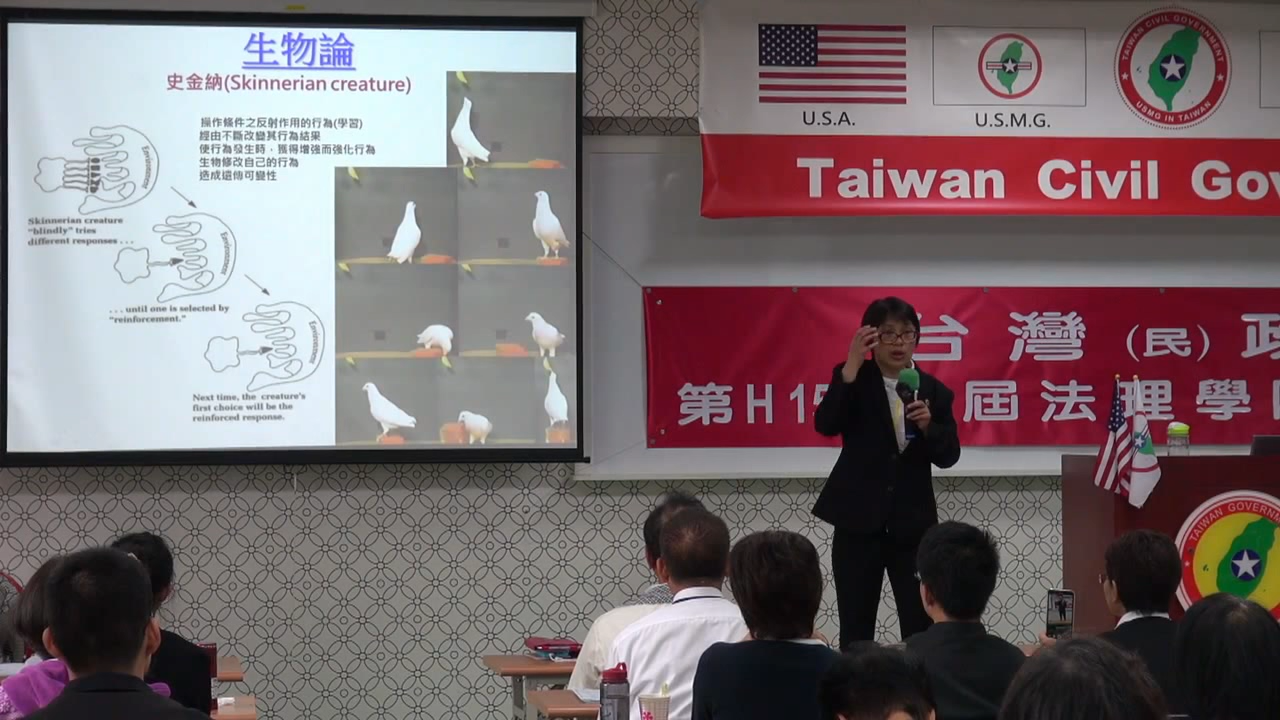 生物論
史金納(Skinnerian creature)
操作條件之反射作用的行為(學習)
經由不斷改變其行為結果
使行為發生時，獲得增強而強化行為
生物修改自己的行為
造成遺傳可變性
Environment
Skinnerian creature
"blindly" tries
different responses . . .
Environment
. . . until one is selected by
"reinforcement."
Environment
Next time, the creature's
first choice will be the
reinforced response.
U.S.A.
U.S.M.G.
TAIWAN CIVIL GOVERNMENT
USMG IN TAIWAN
Taiwan Civil Gov
台灣(民)政
第H15
屆法理學
TAIWAN GOVERN